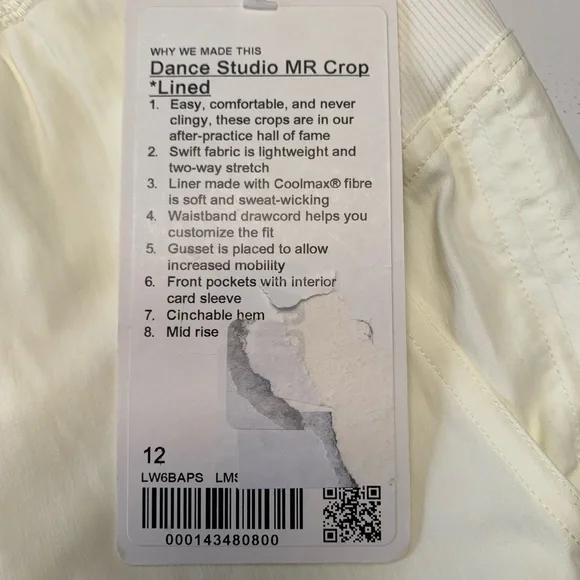 WHY WE MADE THIS
Dance Studio MR Crop
*Lined
1. Easy, comfortable, and never
clingy, these crops are in our
after-practice hall of fame
2. Swift fabric is lightweight and
two-way stretch
3. Liner made with Coolmax® fibre
is soft and sweat-wicking
4. Waistband drawcord helps you
customize the fit
5. Gusset is placed to allow
increased mobility
6. Front pockets with interior
card sleeve
7. Cinchable hem
8. Mid rise
12
LW6BAPS LMS
000143480800